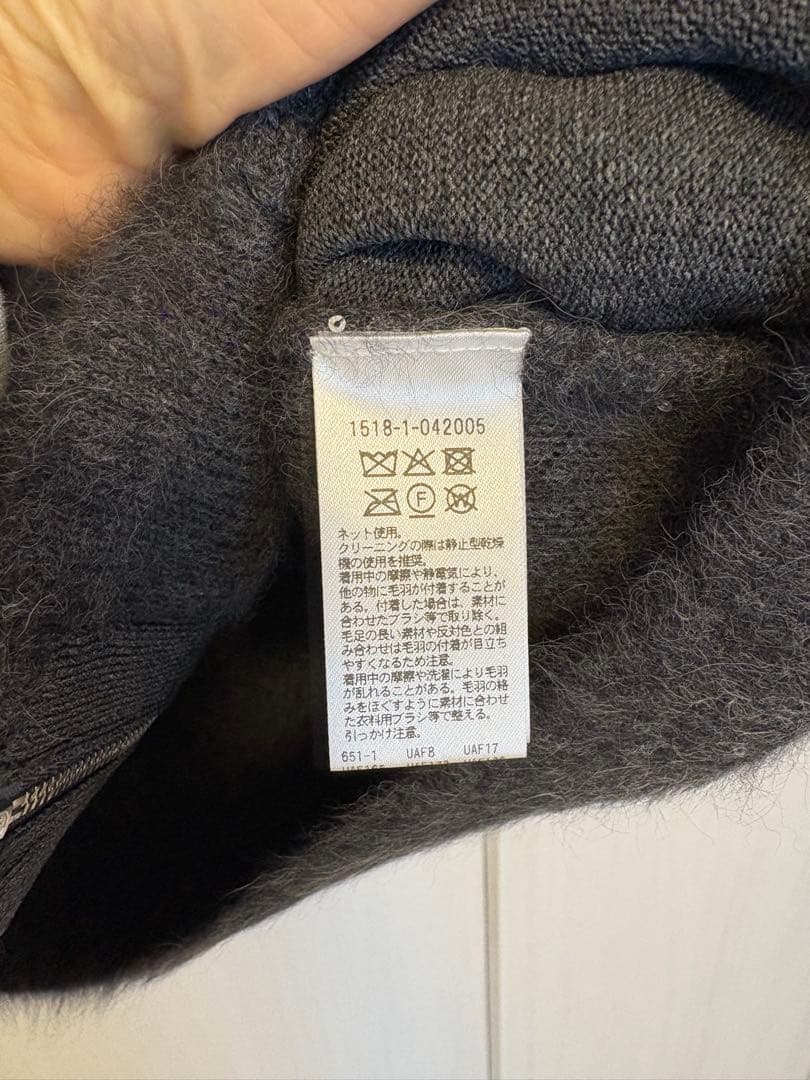 1518-1-042005
F W
ネット使用。
クリーニングの際は静止型乾燥
機の使用を推奨。
着用中の摩擦や静電気により、
他の物に毛羽が付着することが
ある。付着した場合は、素材に
合わせたブラシ等で取り除く。
毛足の長い素材や反対色との組
み合わせは毛羽の付着が目立ち
やすくなるため注意。
着用中の摩擦や洗濯により毛羽
が乱れることがある。毛羽の絡
みをほぐすように素材に合わせ
た衣料用ブラシ等で整える。
引っかけ注意。
651-1 UAF8 UAF17